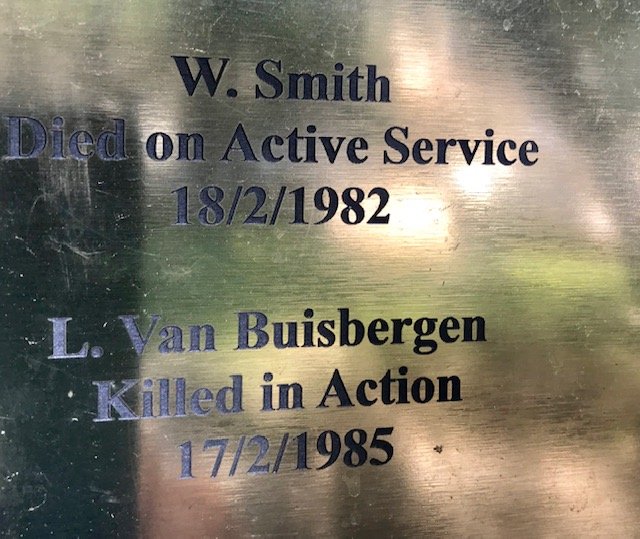 W. Smith
Died on Active Service
18/2/1982
L. Van Buisbergen
Killed in Action
17/2/1985